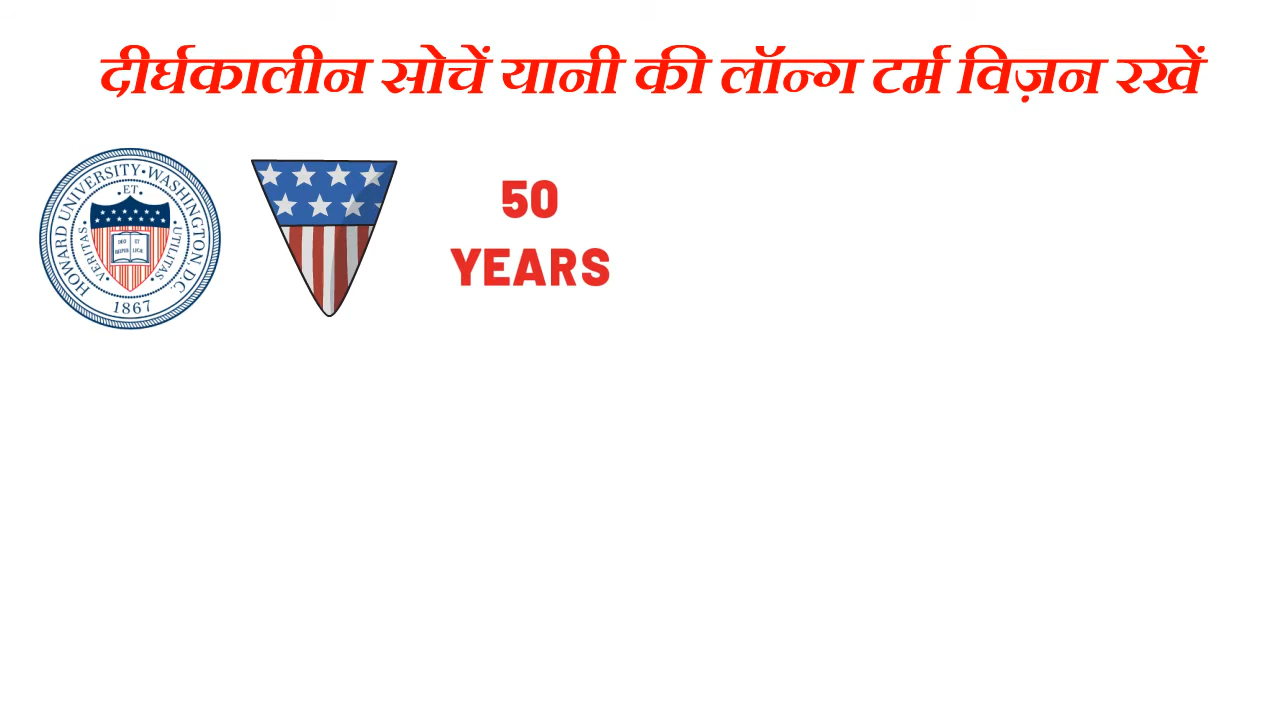 दीर्घकालीन सोचें यानी की लॉन्ग टर्म विज़न रखें
HOWARD UNIVERSITY • WASHINGTON, D.C.
• ET •
VERITAS
UTILITAS
1867
50
YEARS